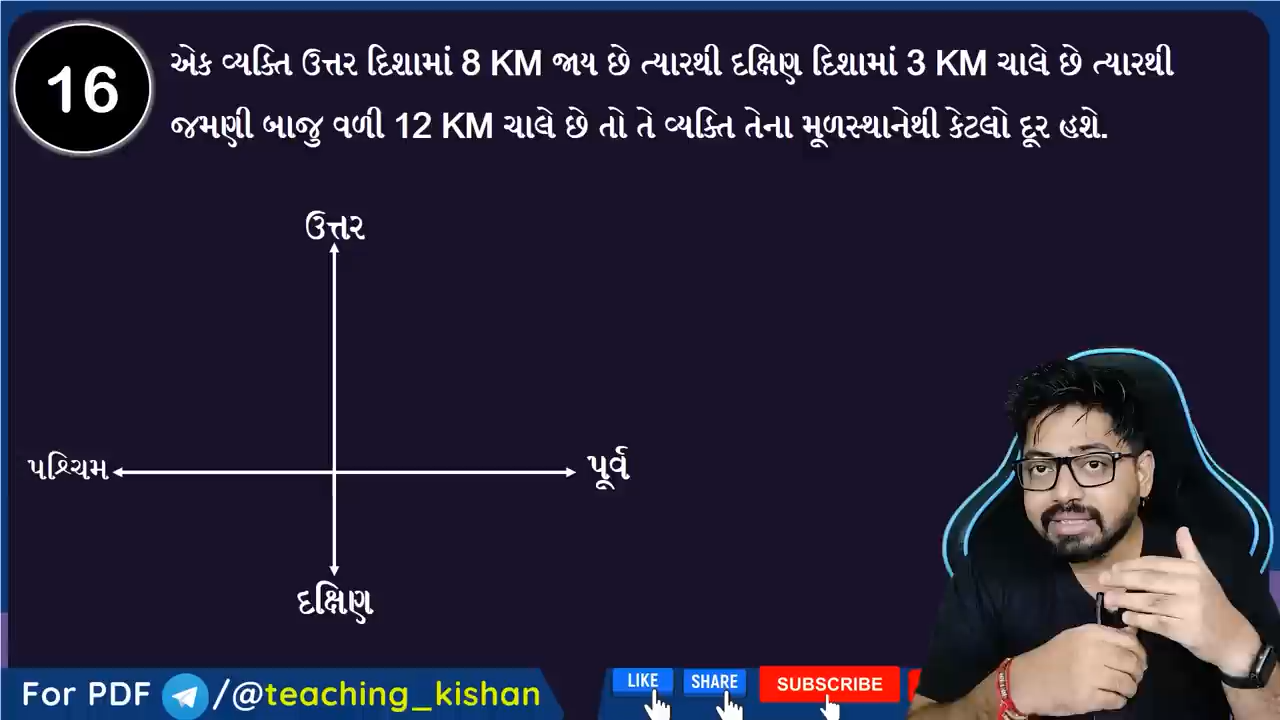 16
એક વ્યક્તિ ઉત્તર દિશામાં 8 KM જાય છે ત્યારથી દક્ષિણ દિશામાં 3 KM ચાલે છે ત્યારથી
જમણી બાજુ વળી 12 KM ચાલે છે તો તે વ્યક્તિ તેના મૂળસ્થાનેથી કેટલો દૂર હશે.
ઉત્તર
પશ્ચિમ
પૂર્વ
દક્ષિણ
For PDF /@teaching_kishan
LIKE
SHARE
SUBSCRIBE